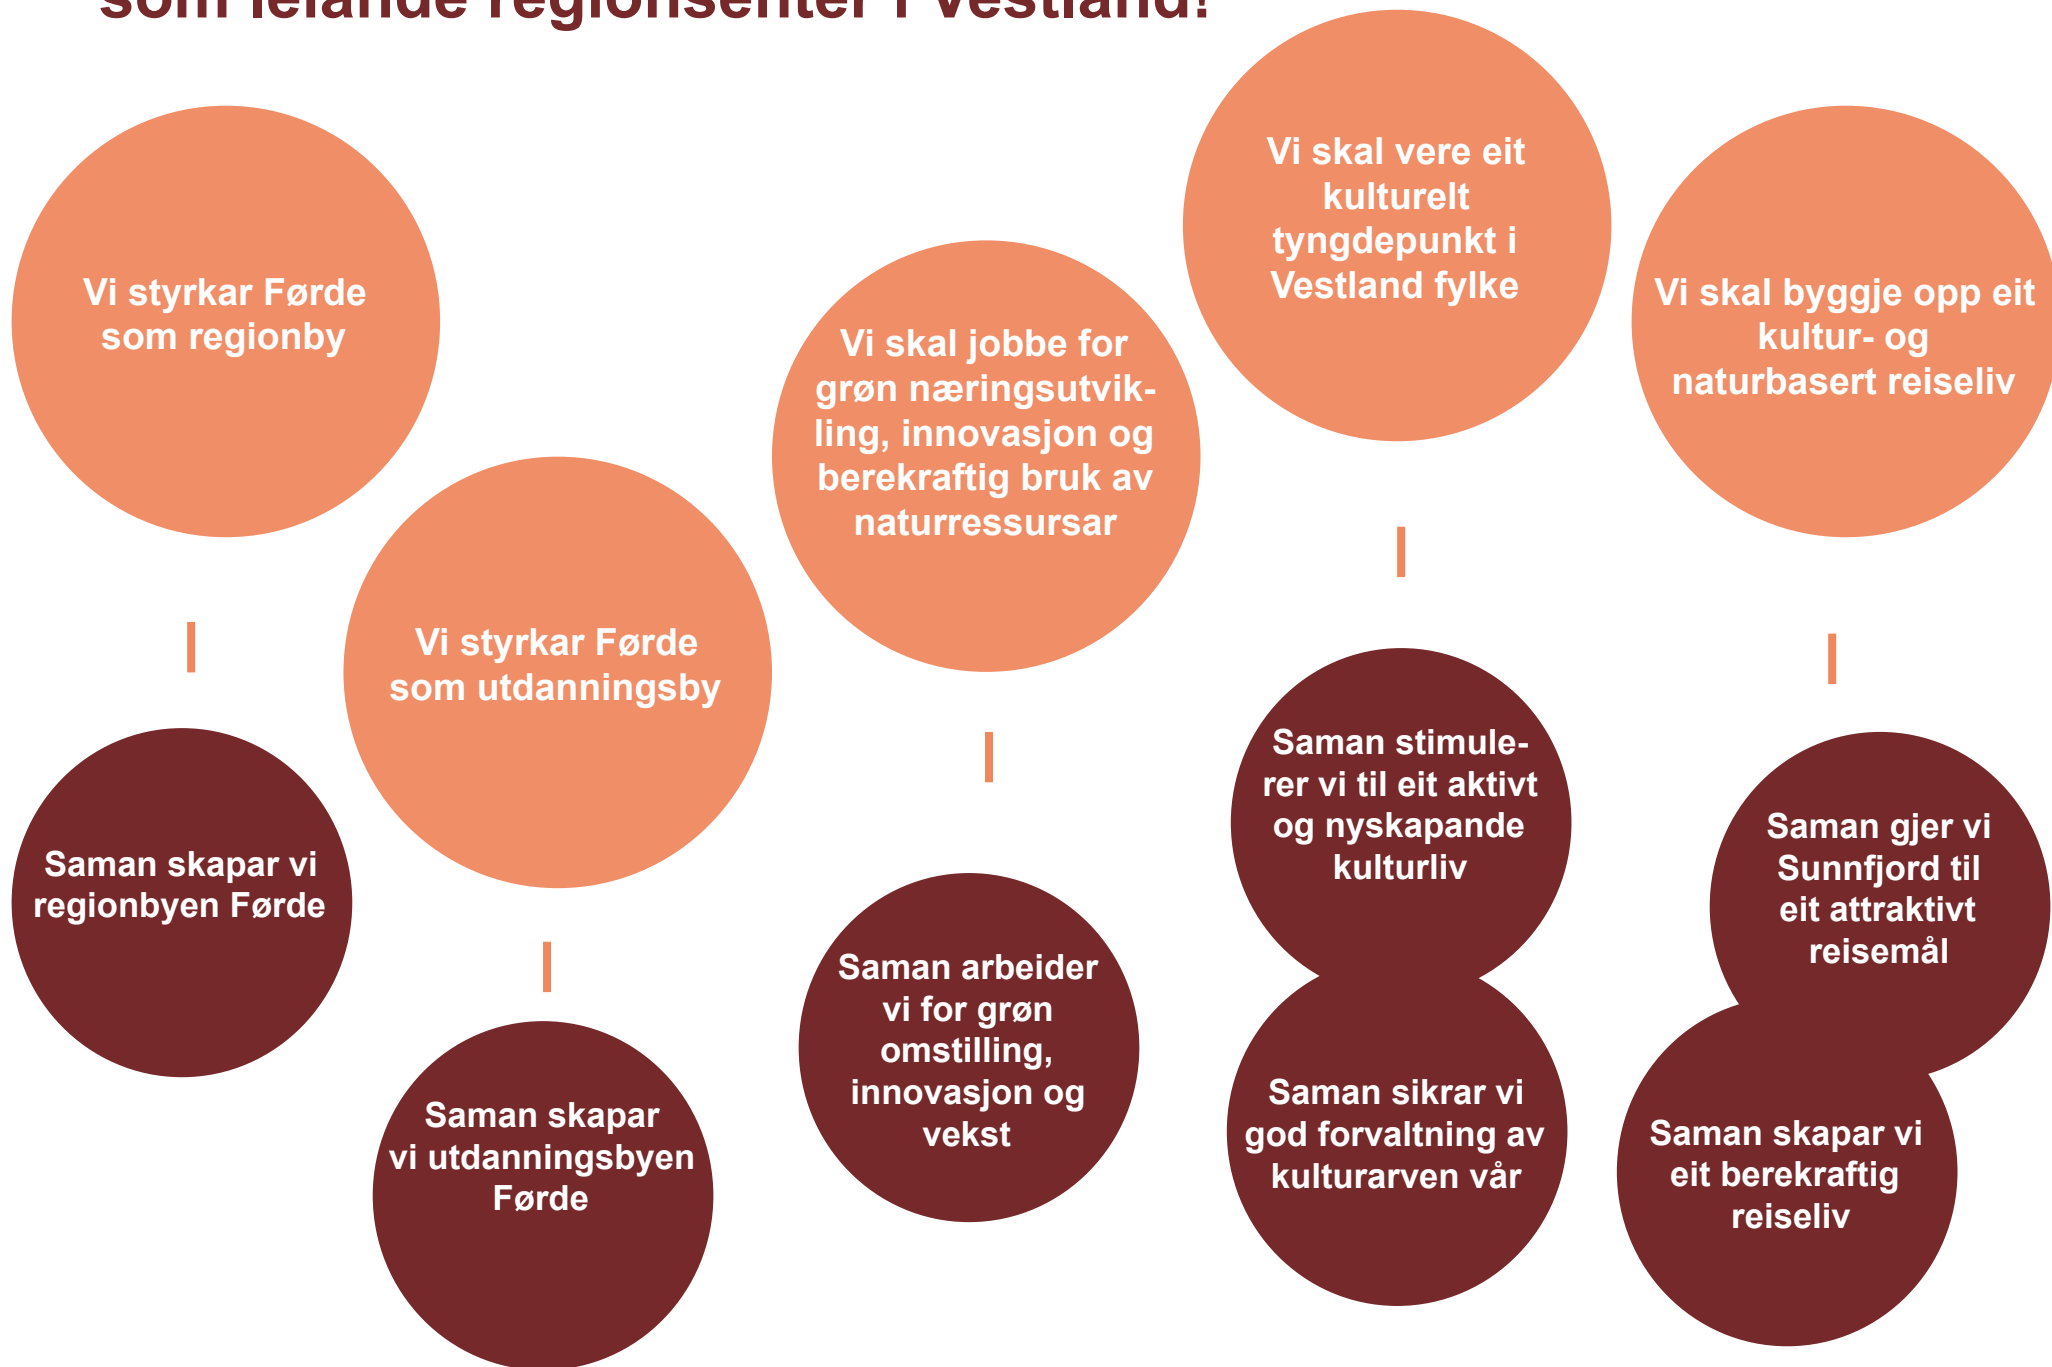 som leiande regionsenter i Vestland!
Vi styrkar Førde
som regionby
Saman skapar vi
regionbyen Førde
Vi styrkar Førde
som utdanningsby
Saman skapar
vi utdanningsbyen
Førde
Vi skal jobbe for
grøn næringsutvik-
ling, innovasjon og
berekraftig bruk av
naturressursar
Saman arbeider
vi for grøn
omstilling,
innovasjon og
vekst
Vi skal vere eit
kulturelt
tyngdepunkt i
Vestland fylke
Saman stimule-
rer vi til eit aktivt
og nyskapande
kulturliv
Saman sikrar vi
god forvaltning av
kulturarven vår
Vi skal byggje opp eit
kultur- og
naturbasert reiseliv
Saman gjer vi
Sunnfjord til
eit attraktivt
reisemål
Saman skapar vi
eit berekraftig
reiseliv